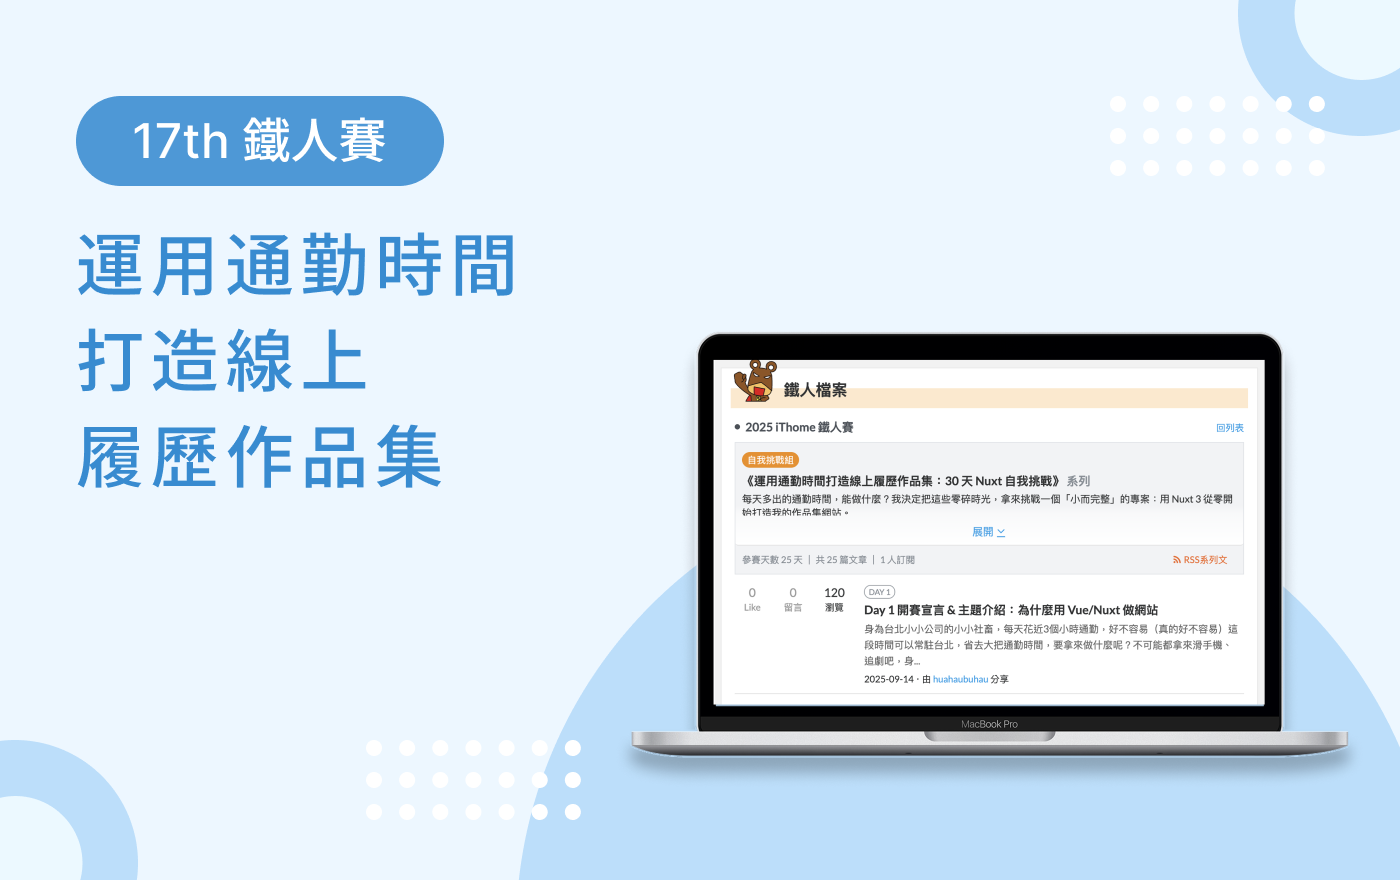 17th 鐵人賽
運用通勤時間
打造線上
履歷作品集
鐵人檔案
2025 iThome 鐵人賽
回列表
自我挑戰組
《運用通勤時間打造線上履歷作品集：30 天 Nuxt 自我挑戰》 系列
每天多出的通勤時間，能做什麼？我決定把這些零碎時光，拿來挑戰一個「小而完整」的專案：用 Nuxt 3 從零開
始打造我的作品集網站。
展開
參賽天數 25 天 ｜ 共 25 篇文章 ｜ 1 人訂閱
RSS系列文
0 0 120
Like 留言 瀏覽
DAY 1
Day 1 開賽宣言 & 主題介紹：為什麼用 Vue/Nuxt 做網站
身為台北小小公司的小小社畜，每天花近3個小時通勤，好不容易（真的好不容易）這
段時間可以常駐台北，省去大把通勤時間，要拿來做什麼呢？不可能都拿來滑手機、
追劇吧，身...
2025-09-14 · 由 huahaubuhau 分享
MacBook Pro